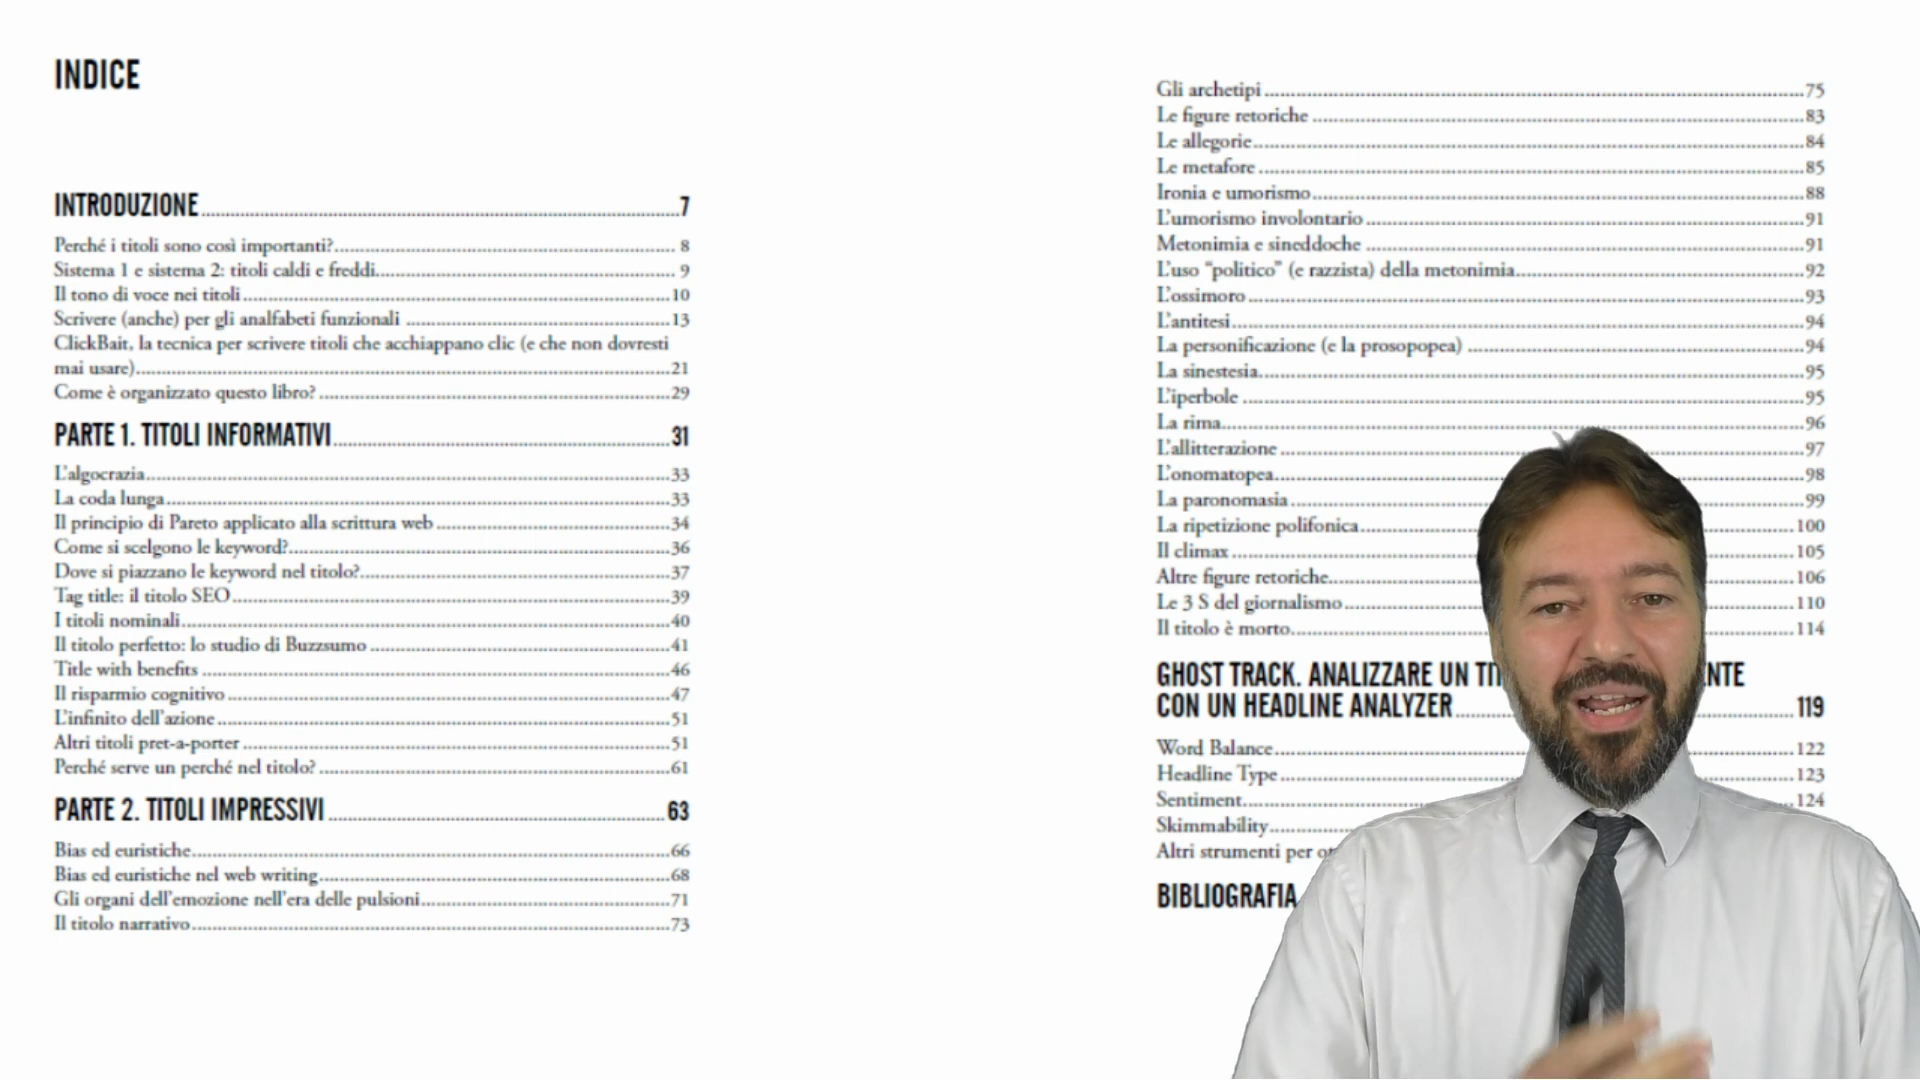 INDICE
INTRODUZIONE....7
Perché i titoli sono così importanti?....8
Sistema 1 e sistema 2: titoli caldi e freddi....9
Il tono di voce nei titoli....10
Scrivere (anche) per gli analfabeti funzionali....13
ClickBait, la tecnica per scrivere titoli che acchiappano clic (e che non dovresti
mai usare)....21
Come è organizzato questo libro?....29
PARTE 1. TITOLI INFORMATIVI....31
L'algocrazia....33
La coda lunga....33
Il principio di Pareto applicato alla scrittura web....34
Come si scelgono le keyword?....36
Dove si piazzano le keyword nel titolo?....37
Tag title: il titolo SEO....39
I titoli nominali....40
Il titolo perfetto: lo studio di Buzzsumo....41
Title with benefits....46
Il risparmio cognitivo....47
L'infinito dell'azione....51
Altri titoli pret-a-porter....51
Perché serve un perché nel titolo?....61
PARTE 2. TITOLI IMPRESSIVI....63
Bias ed euristiche....66
Bias ed euristiche nel web writing....68
Gli organi dell'emozione nell'era delle pulsioni....71
Il titolo narrativo....73
Gli archetipi....75
Le figure retoriche....83
Le allegorie....84
Le metafore....85
Ironia e umorismo....88
L'umorismo involontario....91
Metonimia e sineddoche....91
L'uso "politico" (e razzista) della metonimia....92
L'ossimoro....93
L'antitesi....94
La personificazione (e la prosopopea)....94
La sinestesia....95
L'iperbole....95
La rima....96
L'allitterazione....97
L'onomatopea....98
La paronomasia....99
La ripetizione polifonica....100
Il climax....105
Altre figure retoriche....106
Le 3 S del giornalismo....110
Il titolo è morto....114
GHOST TRACK. ANALIZZARE UN
CON UN HEADLINE ANALYZER....119
Word Balance....122
Headline Type....123
Sentiment....124
Skimmability....
Altri strumenti per
BIBLIOGRAFIA